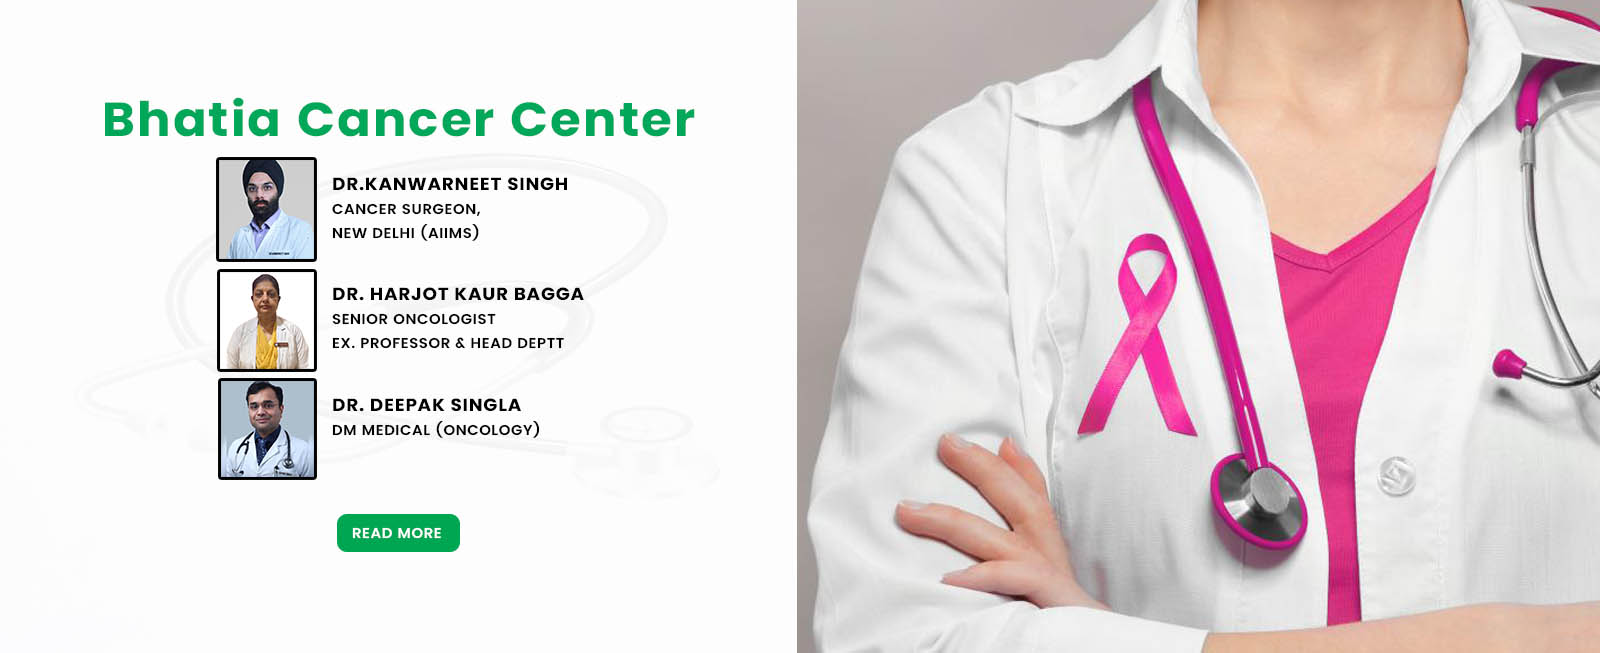 Bhatia Cancer Center
DR.KANWARNEET SINGH
CANCER SURGEON,
NEW DELHI (AIIMS)
DR. HARJOT KAUR BAGGA
SENIOR ONCOLOGIST
EX. PROFESSOR & HEAD DEPTT
DR. DEEPAK SINGLA
DM MEDICAL (ONCOLOGY)
READ MORE